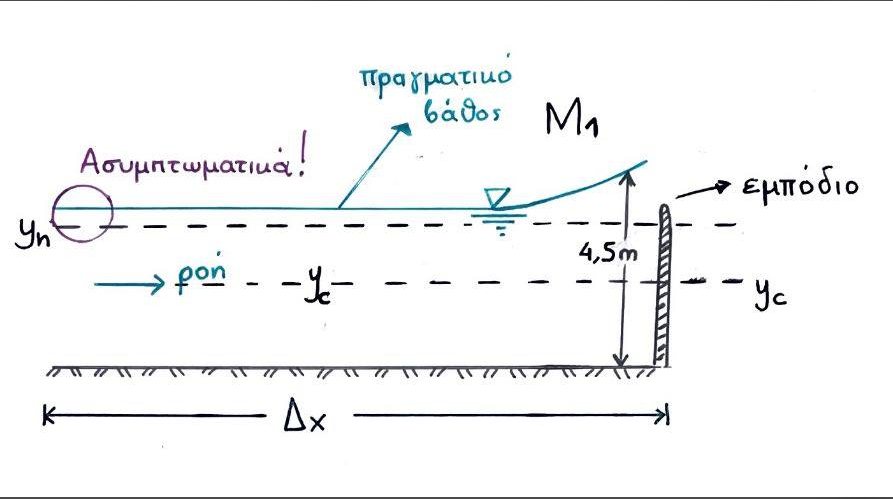 πραγματικό
βάθος
M1
Ασυμπτωματικά!
εμπόδιο
yn
4,5m
ροή
yc
yc
Δx